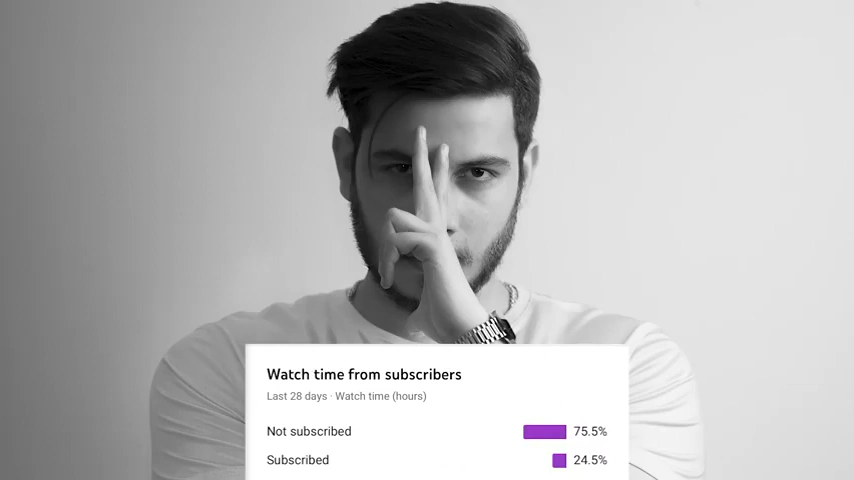 Watch time from subscribers
Last 28 days · Watch time (hours)
Not subscribed 75.5%
Subscribed 24.5%